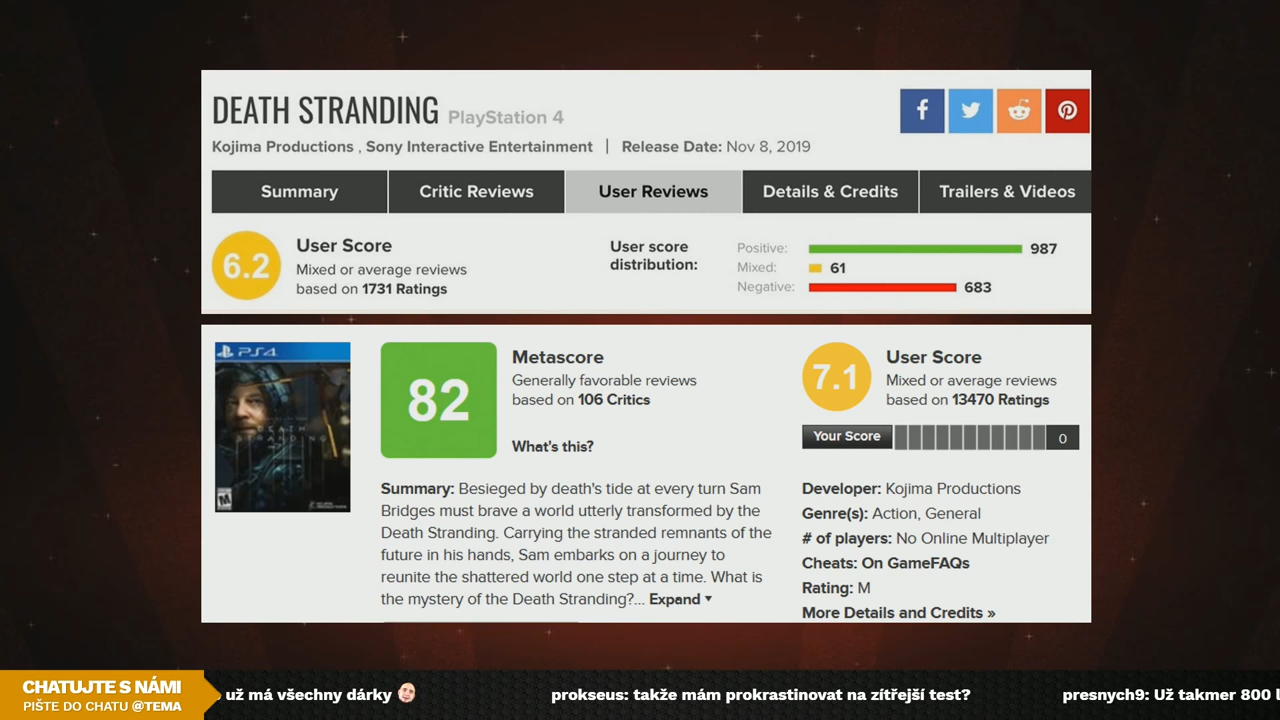 DEATH STRANDING PlayStation 4
Kojima Productions , Sony Interactive Entertainment | Release Date: Nov 8, 2019
Summary
Critic Reviews
User Reviews
Details & Credits
Trailers & Videos
6.2
User Score
Mixed or average reviews
based on 1731 Ratings
User score
distribution:
Positive: 987
Mixed: 61
Negative: 683
PS4
DEATH
STRANDING
M
82
Metascore
Generally favorable reviews
based on 106 Critics
What's this?
7.1
User Score
Mixed or average reviews
based on 13470 Ratings
Your Score 0
Summary: Besieged by death's tide at every turn Sam
Bridges must brave a world utterly transformed by the
Death Stranding. Carrying the stranded remnants of the
future in his hands, Sam embarks on a journey to
reunite the shattered world one step at a time. What is
the mystery of the Death Stranding?... Expand
Developer: Kojima Productions
Genre(s): Action, General
# of players: No Online Multiplayer
Cheats: On GameFAQs
Rating: M
More Details and Credits »
CHATUJTE S NÁMI
PIŠTE DO CHATU @TEMA
už má všechny dárky
prokseus: takže mám prokrastinovat na zítřejší test?
presnych9: Už takmer 800